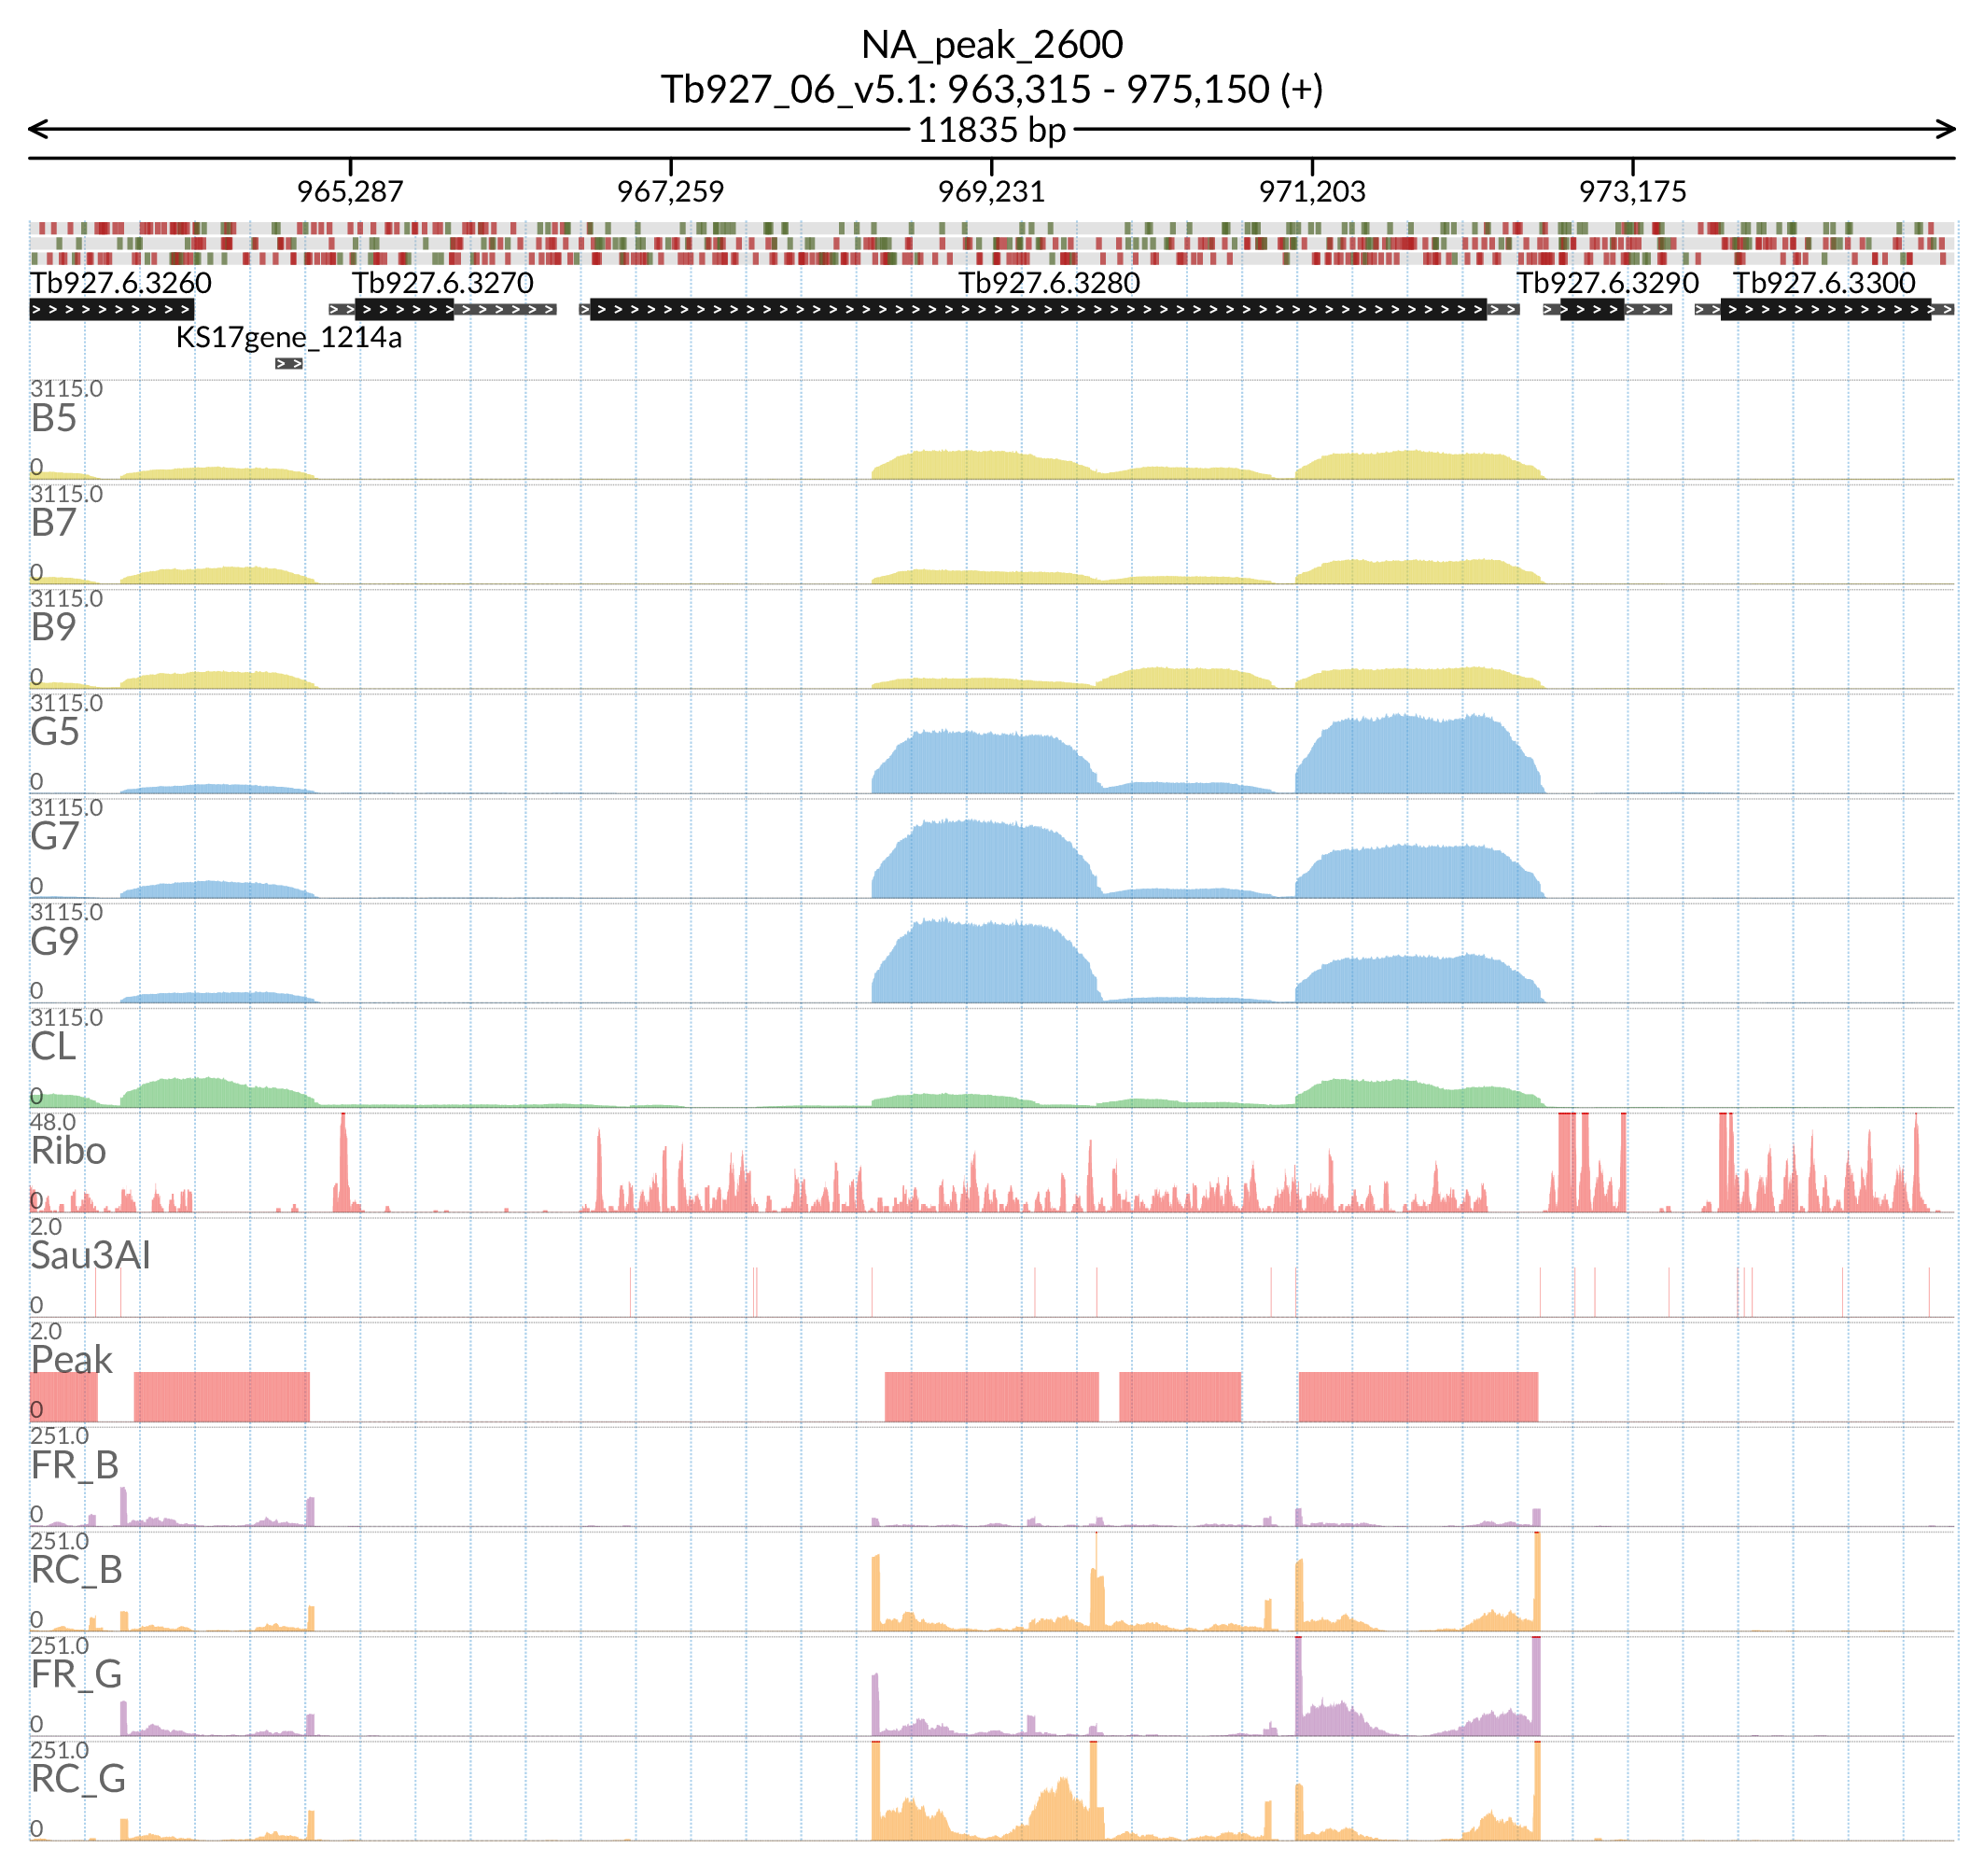 NA_peak_2600
Tb927_06_v5.1: 963,315 - 975,150 (+)
11835 bp
965,287 967,259 969,231 971,203 973,175
Tb927.6.3260 Tb927.6.3270 Tb927.6.3280 Tb927.6.3290 Tb927.6.3300
KS17gene_1214a
3115.0
B5
0
3115.0
B7
0
3115.0
B9
0
3115.0
G5
0
3115.0
G7
0
3115.0
G9
0
3115.0
CL
0
48.0
Ribo
0
2.0
Sau3AI
0
2.0
Peak
0
251.0
FR_B
0
251.0
RC_B
0
251.0
FR_G
0
251.0
RC_G
0